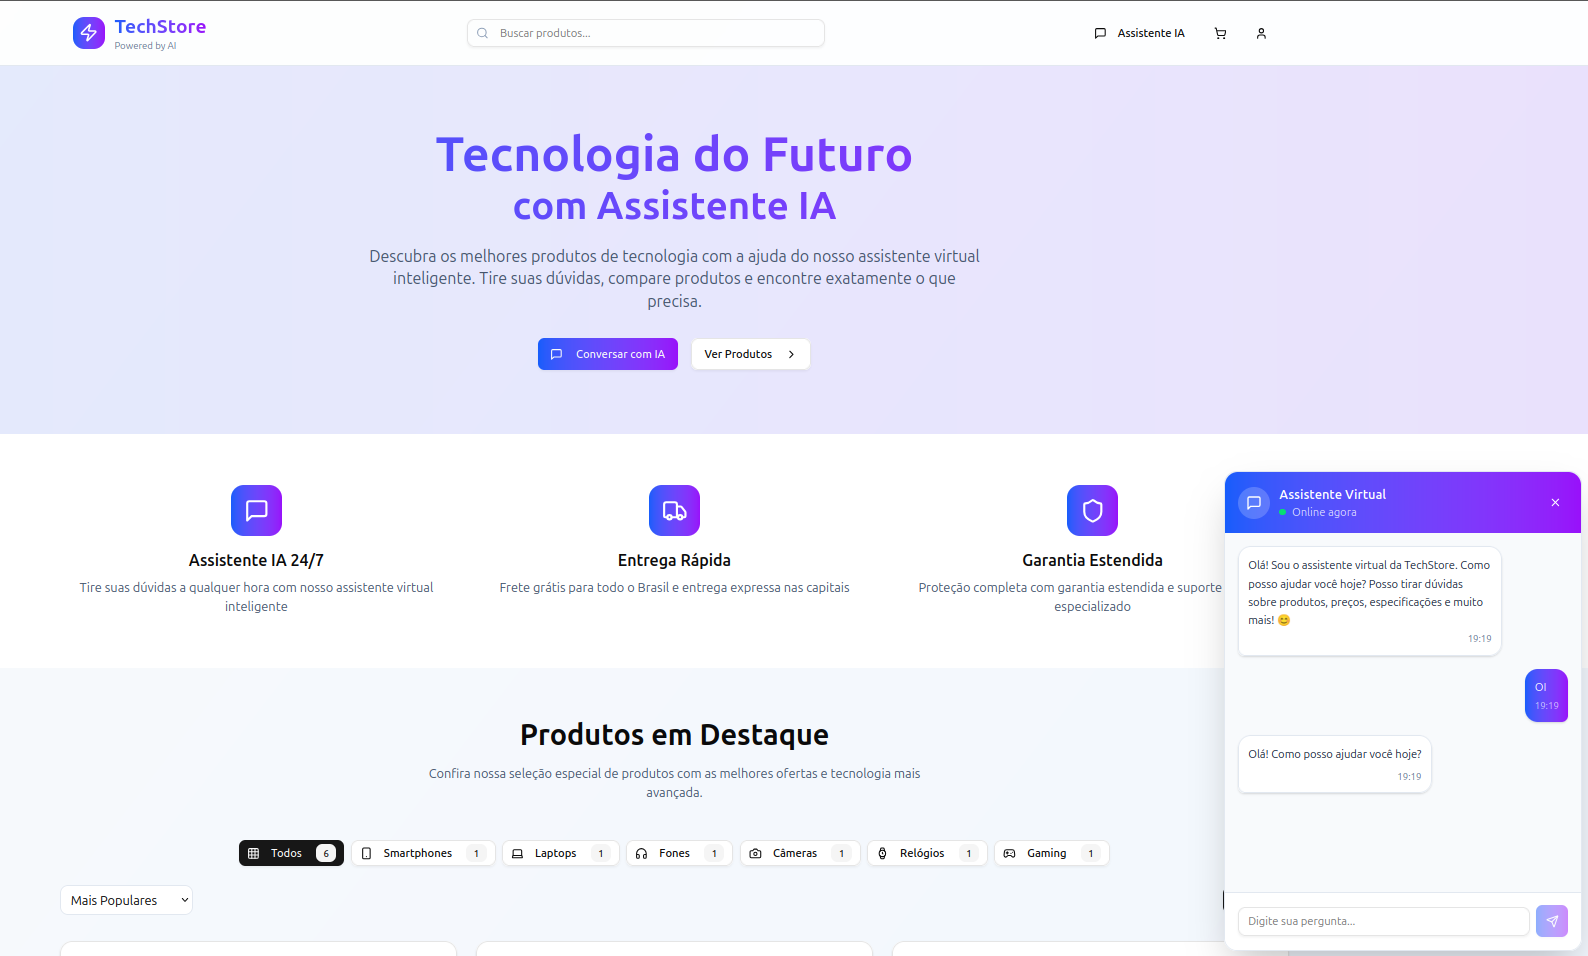 TechStore
Powered by AI
Buscar produtos...
Assistente IA
Tecnologia do Futuro
com Assistente IA
Descubra os melhores produtos de tecnologia com a ajuda do nosso assistente virtual
inteligente. Tire suas dúvidas, compare produtos e encontre exatamente o que
precisa.
Conversar com IA
Ver Produtos
Assistente IA 24/7
Tire suas dúvidas a qualquer hora com nosso assistente virtual
inteligente
Entrega Rápida
Frete grátis para todo o Brasil e entrega expressa nas capitais
Garantia Estendida
Proteção completa com garantia estendida e suporte
especializado
Produtos em Destaque
Confira nossa seleção especial de produtos com as melhores ofertas e tecnologia mais
avançada.
Todos 6
Smartphones 1
Laptops 1
Fones 1
Câmeras 1
Relógios 1
Gaming 1
Mais Populares
Assistente Virtual
Online agora
Olá! Sou o assistente virtual da TechStore. Como
posso ajudar você hoje? Posso tirar dúvidas
sobre produtos, preços, especificações e muito
mais! 😊
19:19
OI
19:19
Olá! Como posso ajudar você hoje?
19:19
Digite sua pergunta...